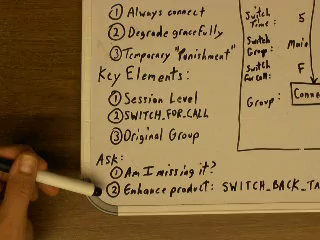 ① Always connect
② Degrade gracefully
③ Temporary "Punishment"
Key Elements:
① Session Level
② SWITCH_FOR_CALL
③ Original Group
Ask:
① Am I missing it?
② Enhance product: SWITCH_BACK_TA
Switch Time: 5
Switch Group: Main
Switch For Call: F
Group: Conne